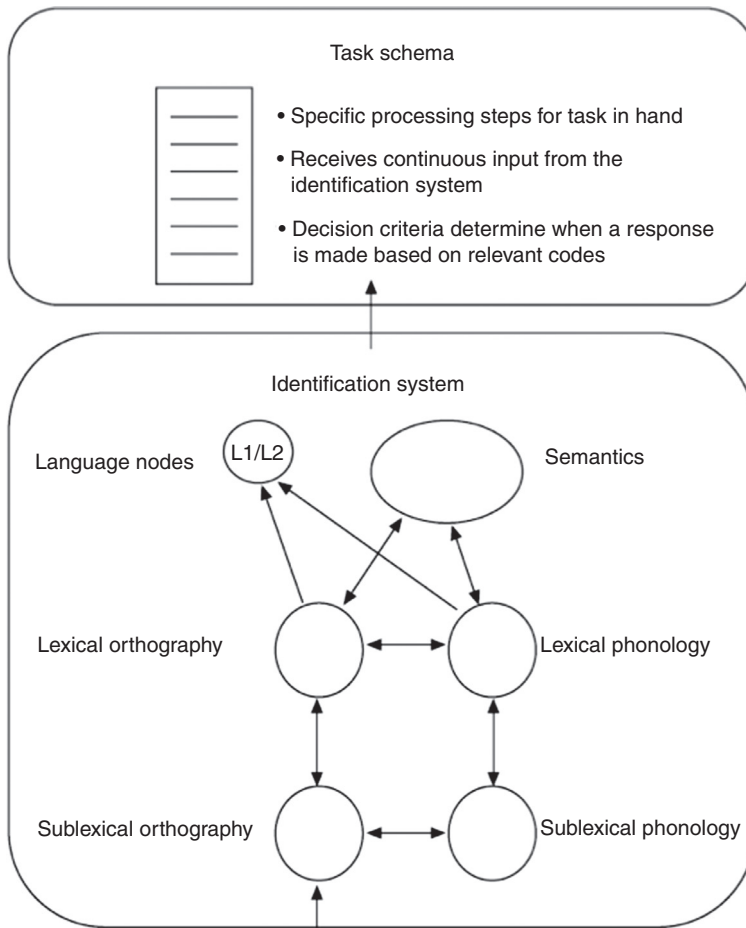 Task schema
• Specific processing steps for task in hand
• Receives continuous input from the
identification system
• Decision criteria determine when a response
is made based on relevant codes
Identification system
Language nodes
L1/L2
Semantics
Lexical orthography
Lexical phonology
Sublexical orthography
Sublexical phonology